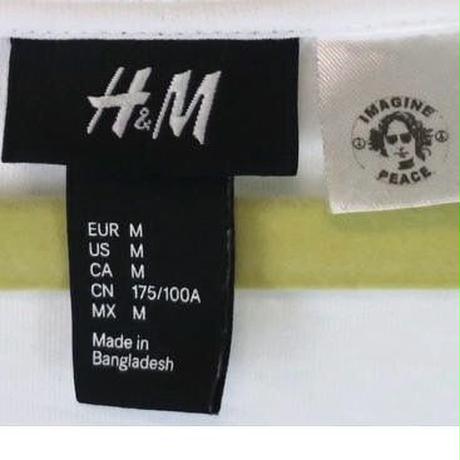 H&M
IMAGINE
PEACE
EUR M
US M
CA M
CN 175/100A
MX M
Made in
Bangladesh